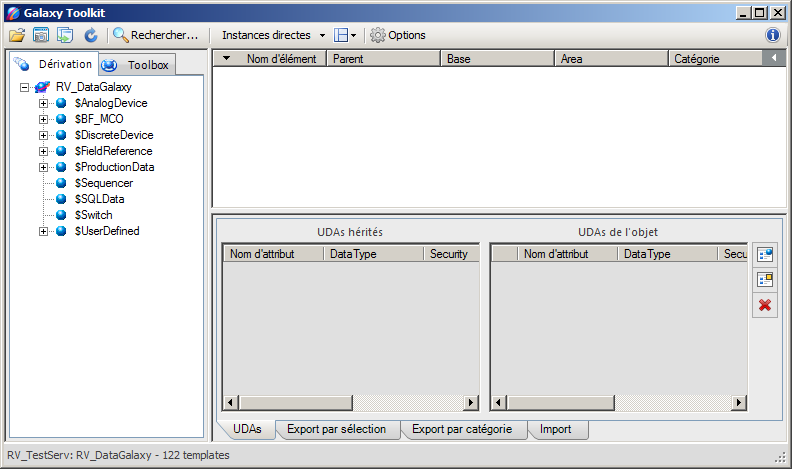 Galaxy Toolkit
Rechercher... Instances directes Options
Dérivation Toolbox
RV_DataGalaxy
$AnalogDevice
$BF_MCO
$DiscreteDevice
$FieldReference
$ProductionData
$Sequencer
$SQLData
$Switch
$UserDefined
Nom d'élément Parent Base Area Catégorie
UDAs hérités
Nom d'attribut DataType Security
UDAs de l'objet
Nom d'attribut DataType Secu
UDAs Export par sélection Export par catégorie Import
RV_TestServ: RV_DataGalaxy - 122 templates